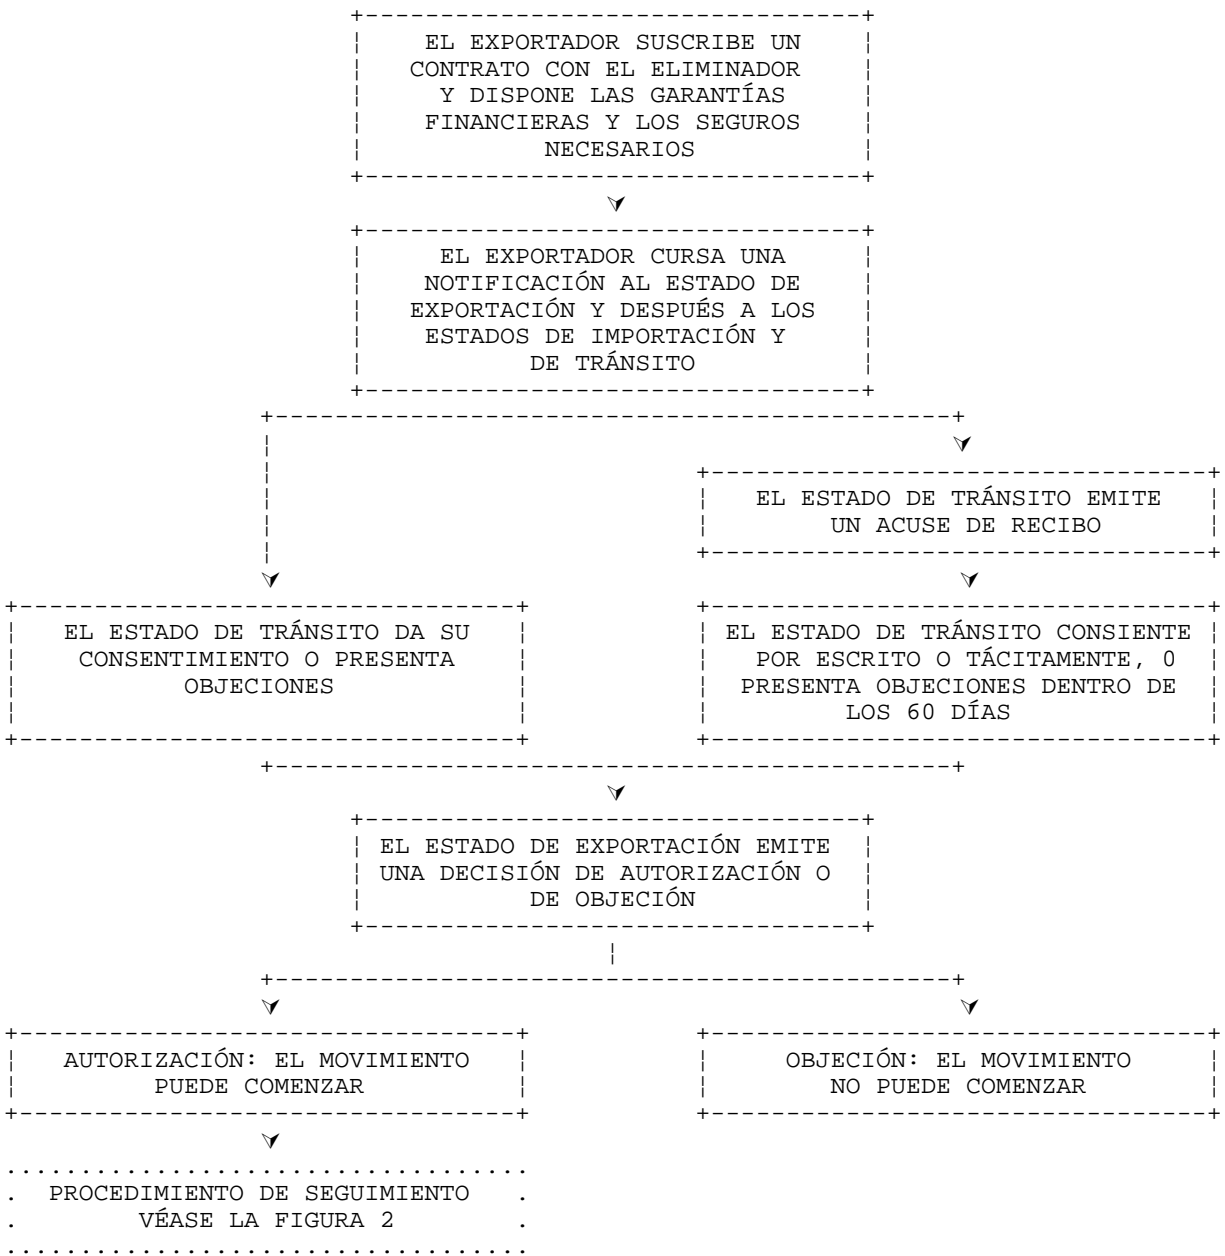 EL EXPORTADOR SUSCRIBE UN
CONTRATO CON EL ELIMINADOR
Y DISPONE LAS GARANTÍAS
FINANCIERAS Y LOS SEGUROS
NECESARIOS
EL EXPORTADOR CURSA UNA
NOTIFICACIÓN AL ESTADO DE
EXPORTACIÓN Y DESPUÉS A LOS
ESTADOS DE IMPORTACIÓN Y
DE TRÁNSITO
EL ESTADO DE TRÁNSITO EMITE
UN ACUSE DE RECIBO
EL ESTADO DE TRÁNSITO DA SU
CONSENTIMIENTO O PRESENTA
OBJECIONES
EL ESTADO DE TRÁNSITO CONSIENTE
POR ESCRITO O TÁCITAMENTE, 0
PRESENTA OBJECIONES DENTRO DE
LOS 60 DÍAS
EL ESTADO DE EXPORTACIÓN EMITE
UNA DECISIÓN DE AUTORIZACIÓN O
DE OBJECIÓN
AUTORIZACIÓN: EL MOVIMIENTO
PUEDE COMENZAR
OBJECIÓN: EL MOVIMIENTO
NO PUEDE COMENZAR
PROCEDIMIENTO DE SEGUIMIENTO
VÉASE LA FIGURA 2